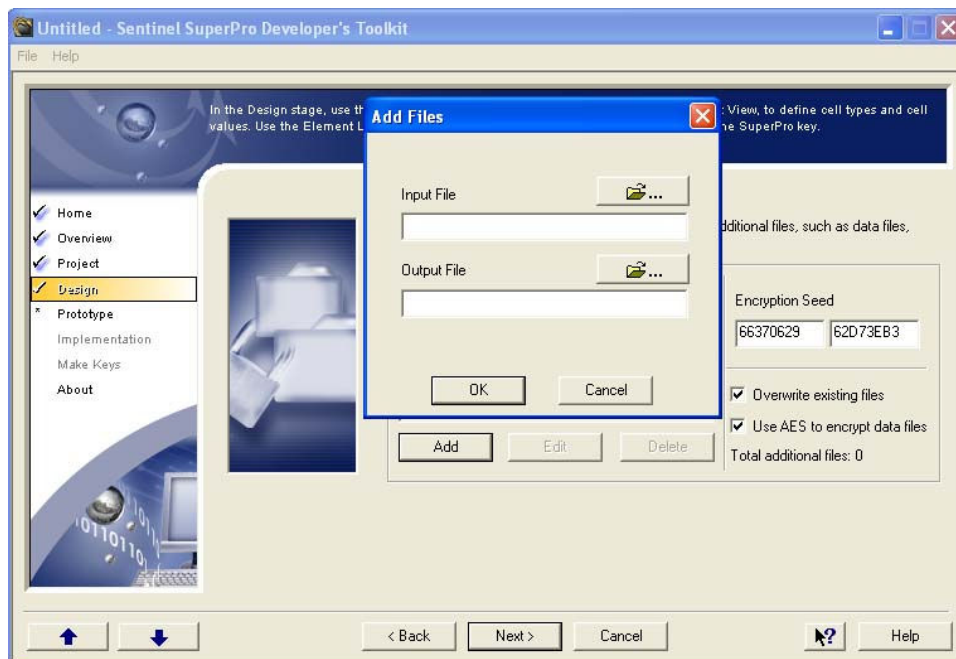 Untitled - Sentinel SuperPro Developer's Toolkit
File Help
In the Design stage, use th
: View, to define cell types and cell
values. Use the Element L
ne SuperPro key.
Add Files
Input File
...
Output File
...
OK Cancel
Home
Overview
Project
Design
Prototype
Implementation
Make Keys
About
dditional files, such as data files,
Encryption Seed
66370629 62D73EB3
Overwrite existing files
Use AES to encrypt data files
Total additional files: 0
Add Edit Delete
01101101
< Back Next > Cancel ? Help